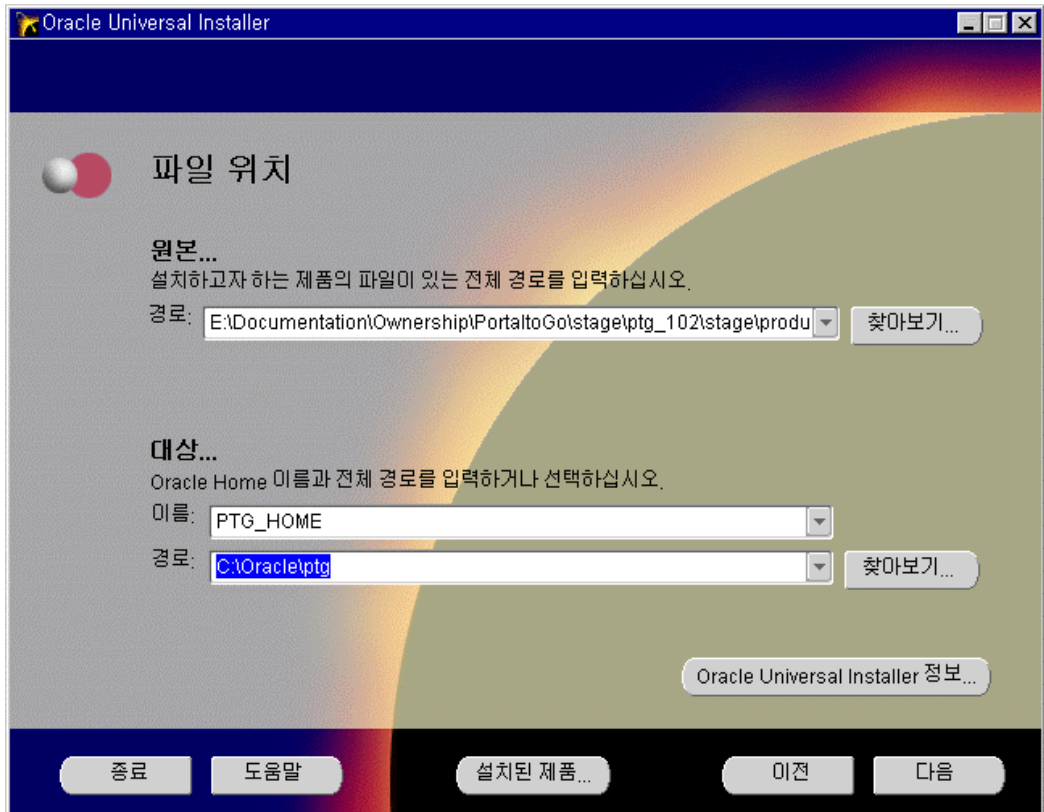 Oracle Universal Installer
파일 위치
원본...
설치하고자 하는 제품의 파일이 있는 전체 경로를 입력하십시오.
경로: E:\Documentation\Ownership\PortaltoGo\stage\ptg_102\stage\produ 찾아보기...
대상...
Oracle Home 이름과 전체 경로를 입력하거나 선택하십시오.
이름: PTG_HOME
경로: C:\Oracle\ptg 찾아보기...
Oracle Universal Installer 정보...
종료 도움말 설치된 제품... 이전 다음